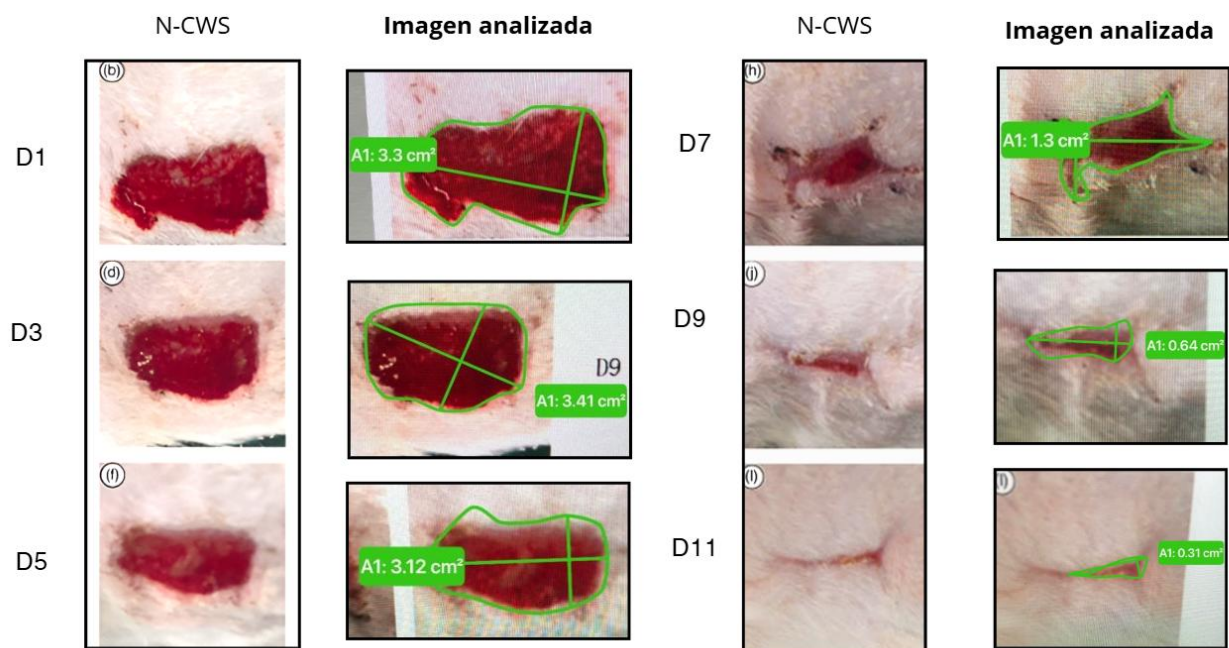 N-CWS
Imagen analizada
N-CWS
Imagen analizada
D1
(b)
A1: 3.3 cm²
D7
(h)
A1: 1.3 cm²
D3
(d)
D9
A1: 3.41 cm²
D9
(j)
A1: 0.64 cm²
D5
(f)
A1: 3.12 cm²
D11
(l)
(l)
A1: 0.31 cm²